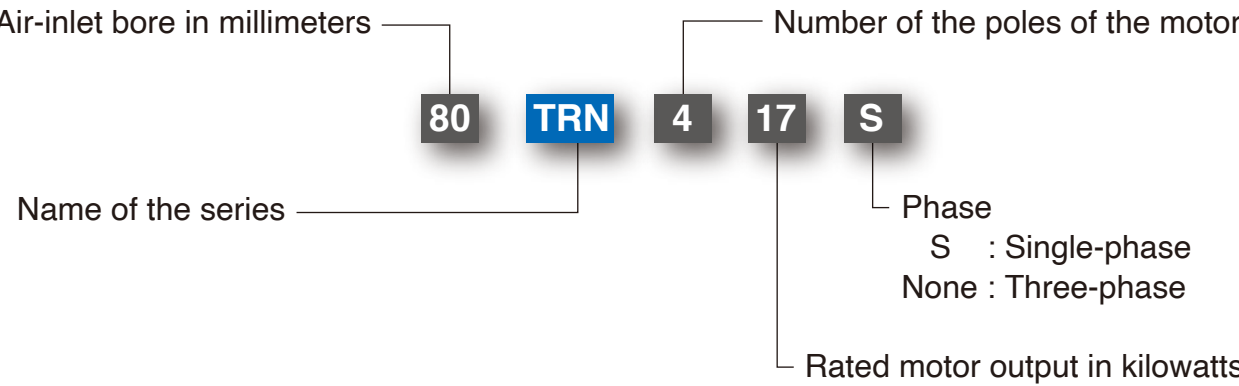 Air-inlet bore in millimeters
Number of the poles of the motor
80 TRN 4 17 S
Name of the series
Phase
S : Single-phase
None : Three-phase
Rated motor output in kilowatts